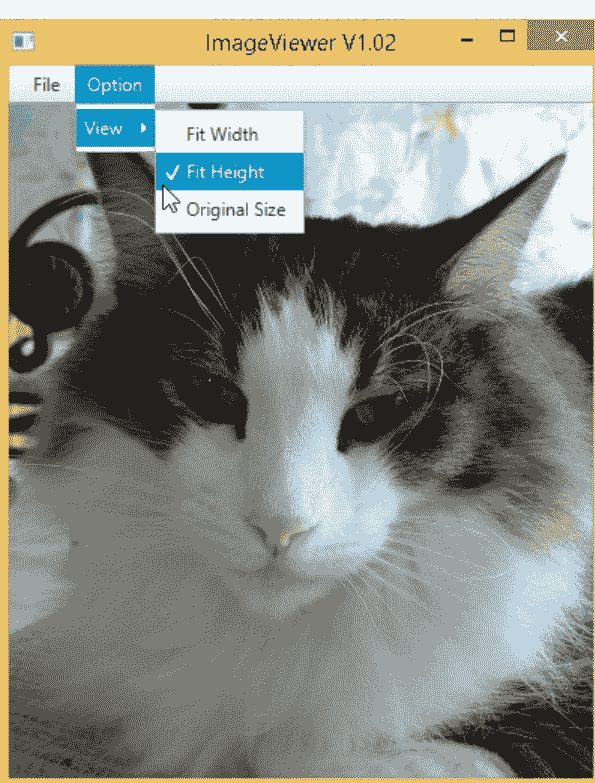 ImageViewer V1.02
File Option
View
Fit Width
Fit Height
Original Size